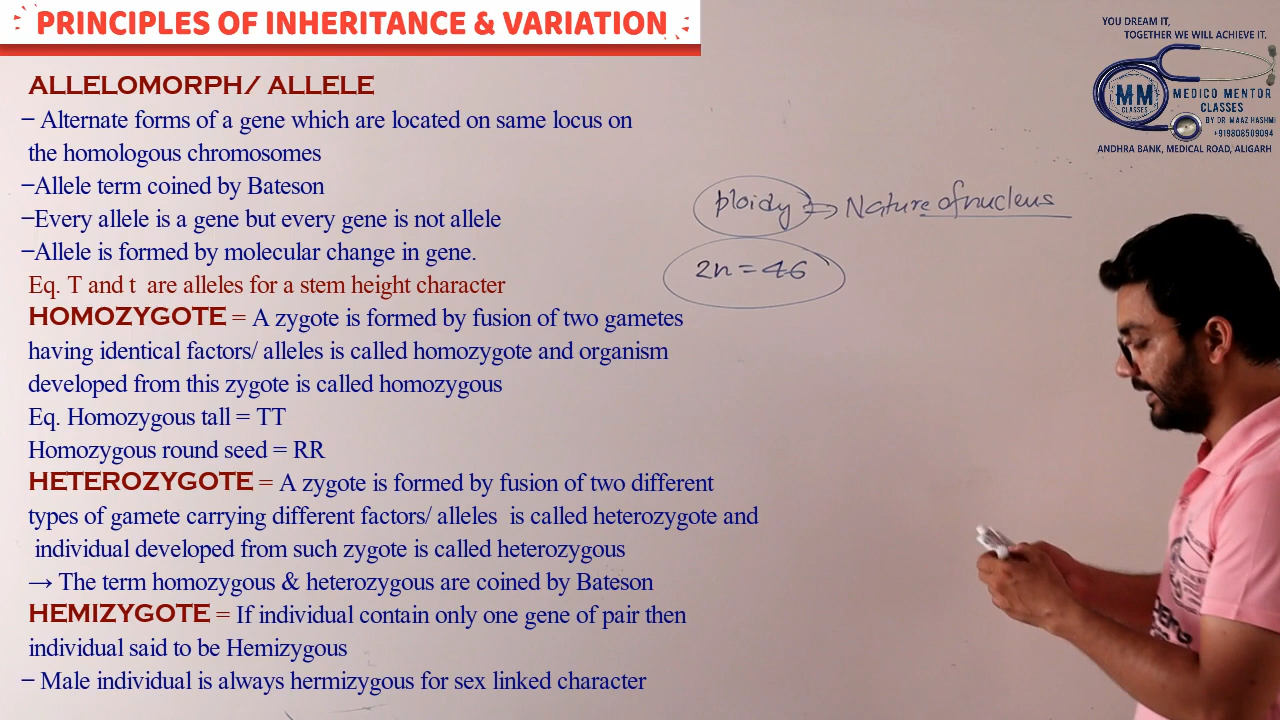 PRINCIPLES OF INHERITANCE & VARIATION
YOU DREAM IT,
TOGETHER WE WILL ACHIEVE IT.
MM
CLASSES
MEDICO MENTOR
CLASSES
BY DR MAAZ HASHMI
+919808509094
ANDHRA BANK, MEDICAL ROAD, ALIGARH
ALLELOMORPH/ ALLELE
– Alternate forms of a gene which are located on same locus on
the homologous chromosomes
–Allele term coined by Bateson
–Every allele is a gene but every gene is not allele
–Allele is formed by molecular change in gene.
Eq. T and t are alleles for a stem height character
HOMOZYGOTE = A zygote is formed by fusion of two gametes
having identical factors/ alleles is called homozygote and organism
developed from this zygote is called homozygous
Eq. Homozygous tall = TT
Homozygous round seed = RR
HETEROZYGOTE = A zygote is formed by fusion of two different
types of gamete carrying different factors/ alleles is called heterozygote and
individual developed from such zygote is called heterozygous
→ The term homozygous & heterozygous are coined by Bateson
HEMIZYGOTE = If individual contain only one gene of pair then
individual said to be Hemizygous
– Male individual is always hermizygous for sex linked character
ploidy ⇒ Nature of nucleus
2n = 46